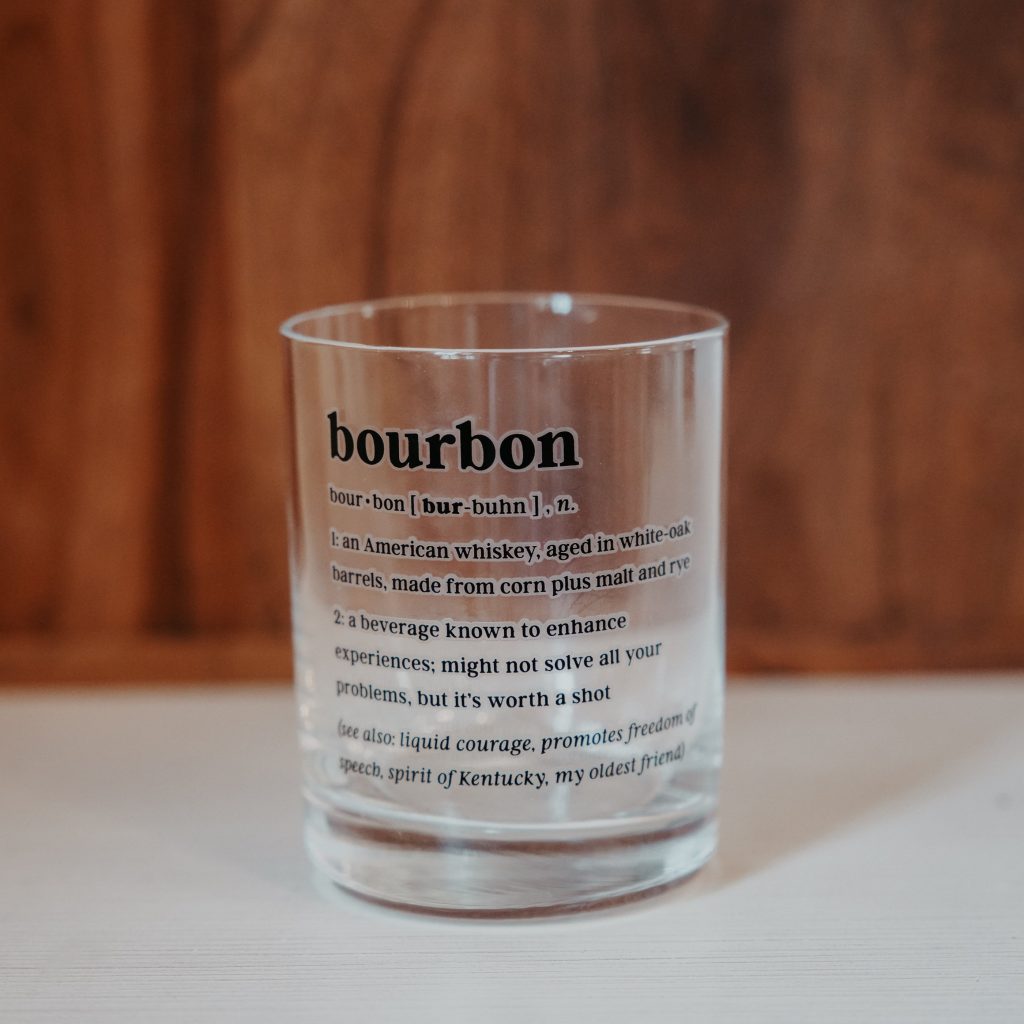 bourbon
bour•bon [ bur-buhn ] , n.
1: an American whiskey, aged in white-oak
barrels, made from corn plus malt and rye
2: a beverage known to enhance
experiences; might not solve all your
problems, but it's worth a shot
(see also: liquid courage, promotes freedom of
speech, spirit of Kentucky, my oldest friend)